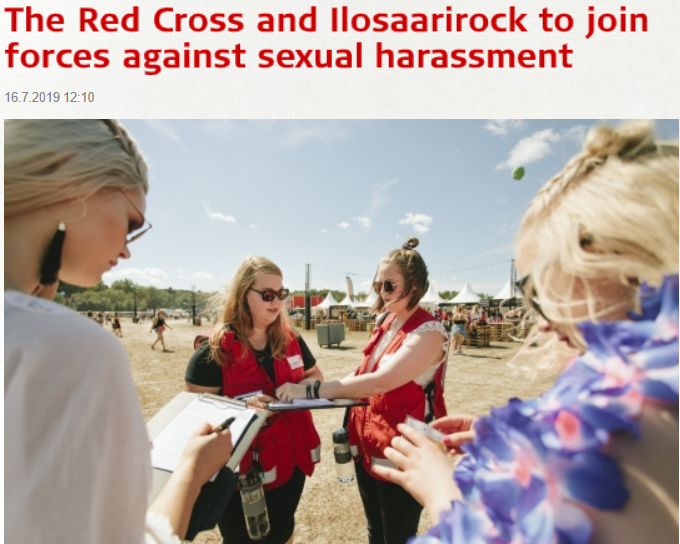 The Red Cross and Ilosaarirock to join
forces against sexual harassment
16.7.2019 12:10